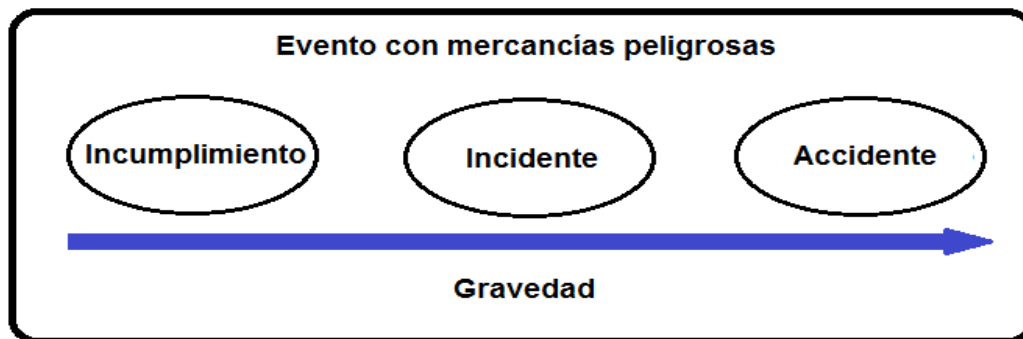 Evento con mercancías peligrosas
Incumplimiento Incidente Accidente
Gravedad